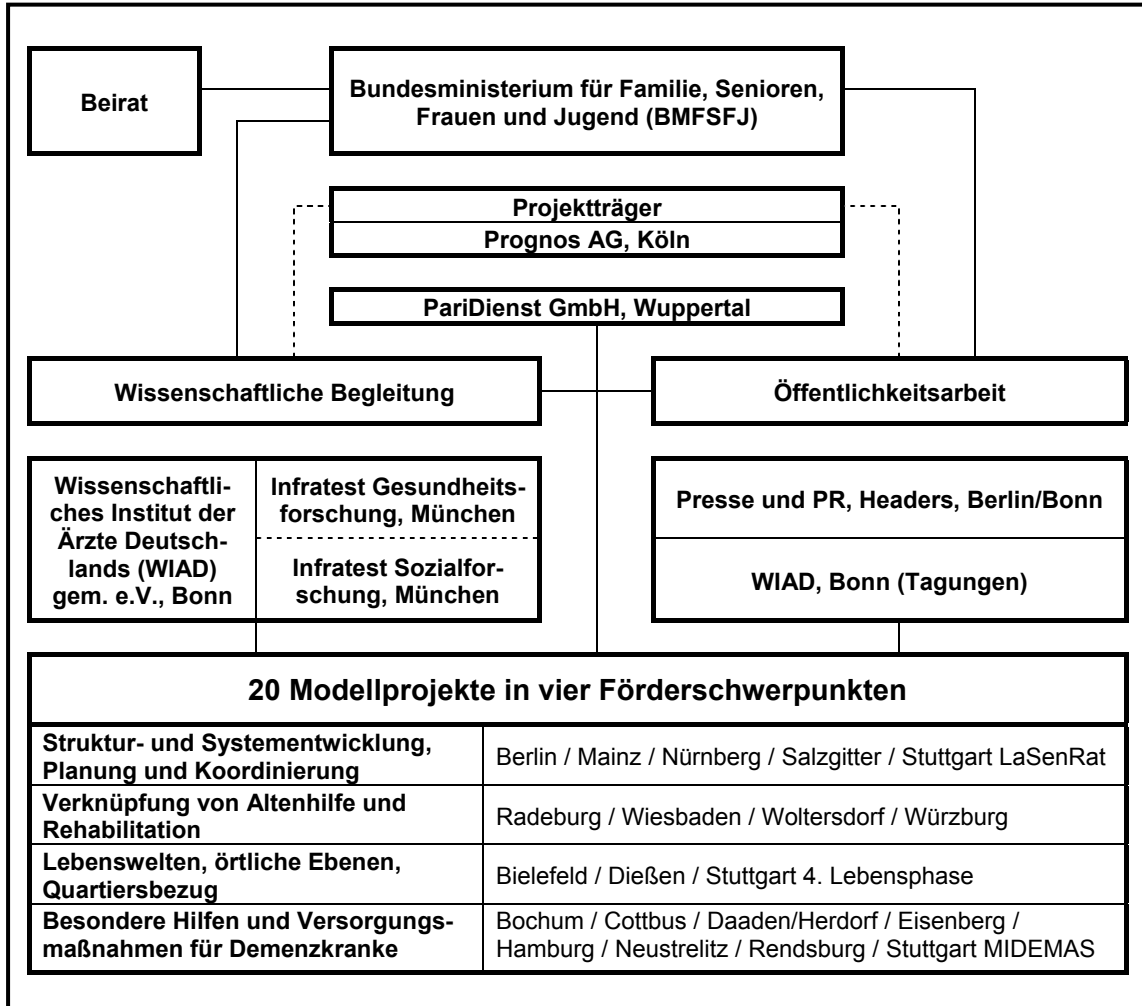 Beirat
Bundesministerium für Familie, Senioren,
Frauen und Jugend (BMFSFJ)
Projektträger
Prognos AG, Köln
PariDienst GmbH, Wuppertal
Wissenschaftliche Begleitung
Öffentlichkeitsarbeit
Wissenschaftli-
ches Institut der
Ärzte Deutsch-
lands (WIAD)
gem. e.V., Bonn
Infratest Gesundheits-
forschung, München
Infratest Sozialfor-
schung, München
Presse und PR, Headers, Berlin/Bonn
WIAD, Bonn (Tagungen)
20 Modellprojekte in vier Förderschwerpunkten
Struktur- und Systementwicklung,
Planung und Koordinierung
Berlin / Mainz / Nürnberg / Salzgitter / Stuttgart LaSenRat
Verknüpfung von Altenhilfe und
Rehabilitation
Radeburg / Wiesbaden / Woltersdorf / Würzburg
Lebenswelten, örtliche Ebenen,
Quartiersbezug
Bielefeld / Dießen / Stuttgart 4. Lebensphase
Besondere Hilfen und Versorgungs-
maßnahmen für Demenzkranke
Bochum / Cottbus / Daaden/Herdorf / Eisenberg /
Hamburg / Neustrelitz / Rendsburg / Stuttgart MIDEMAS